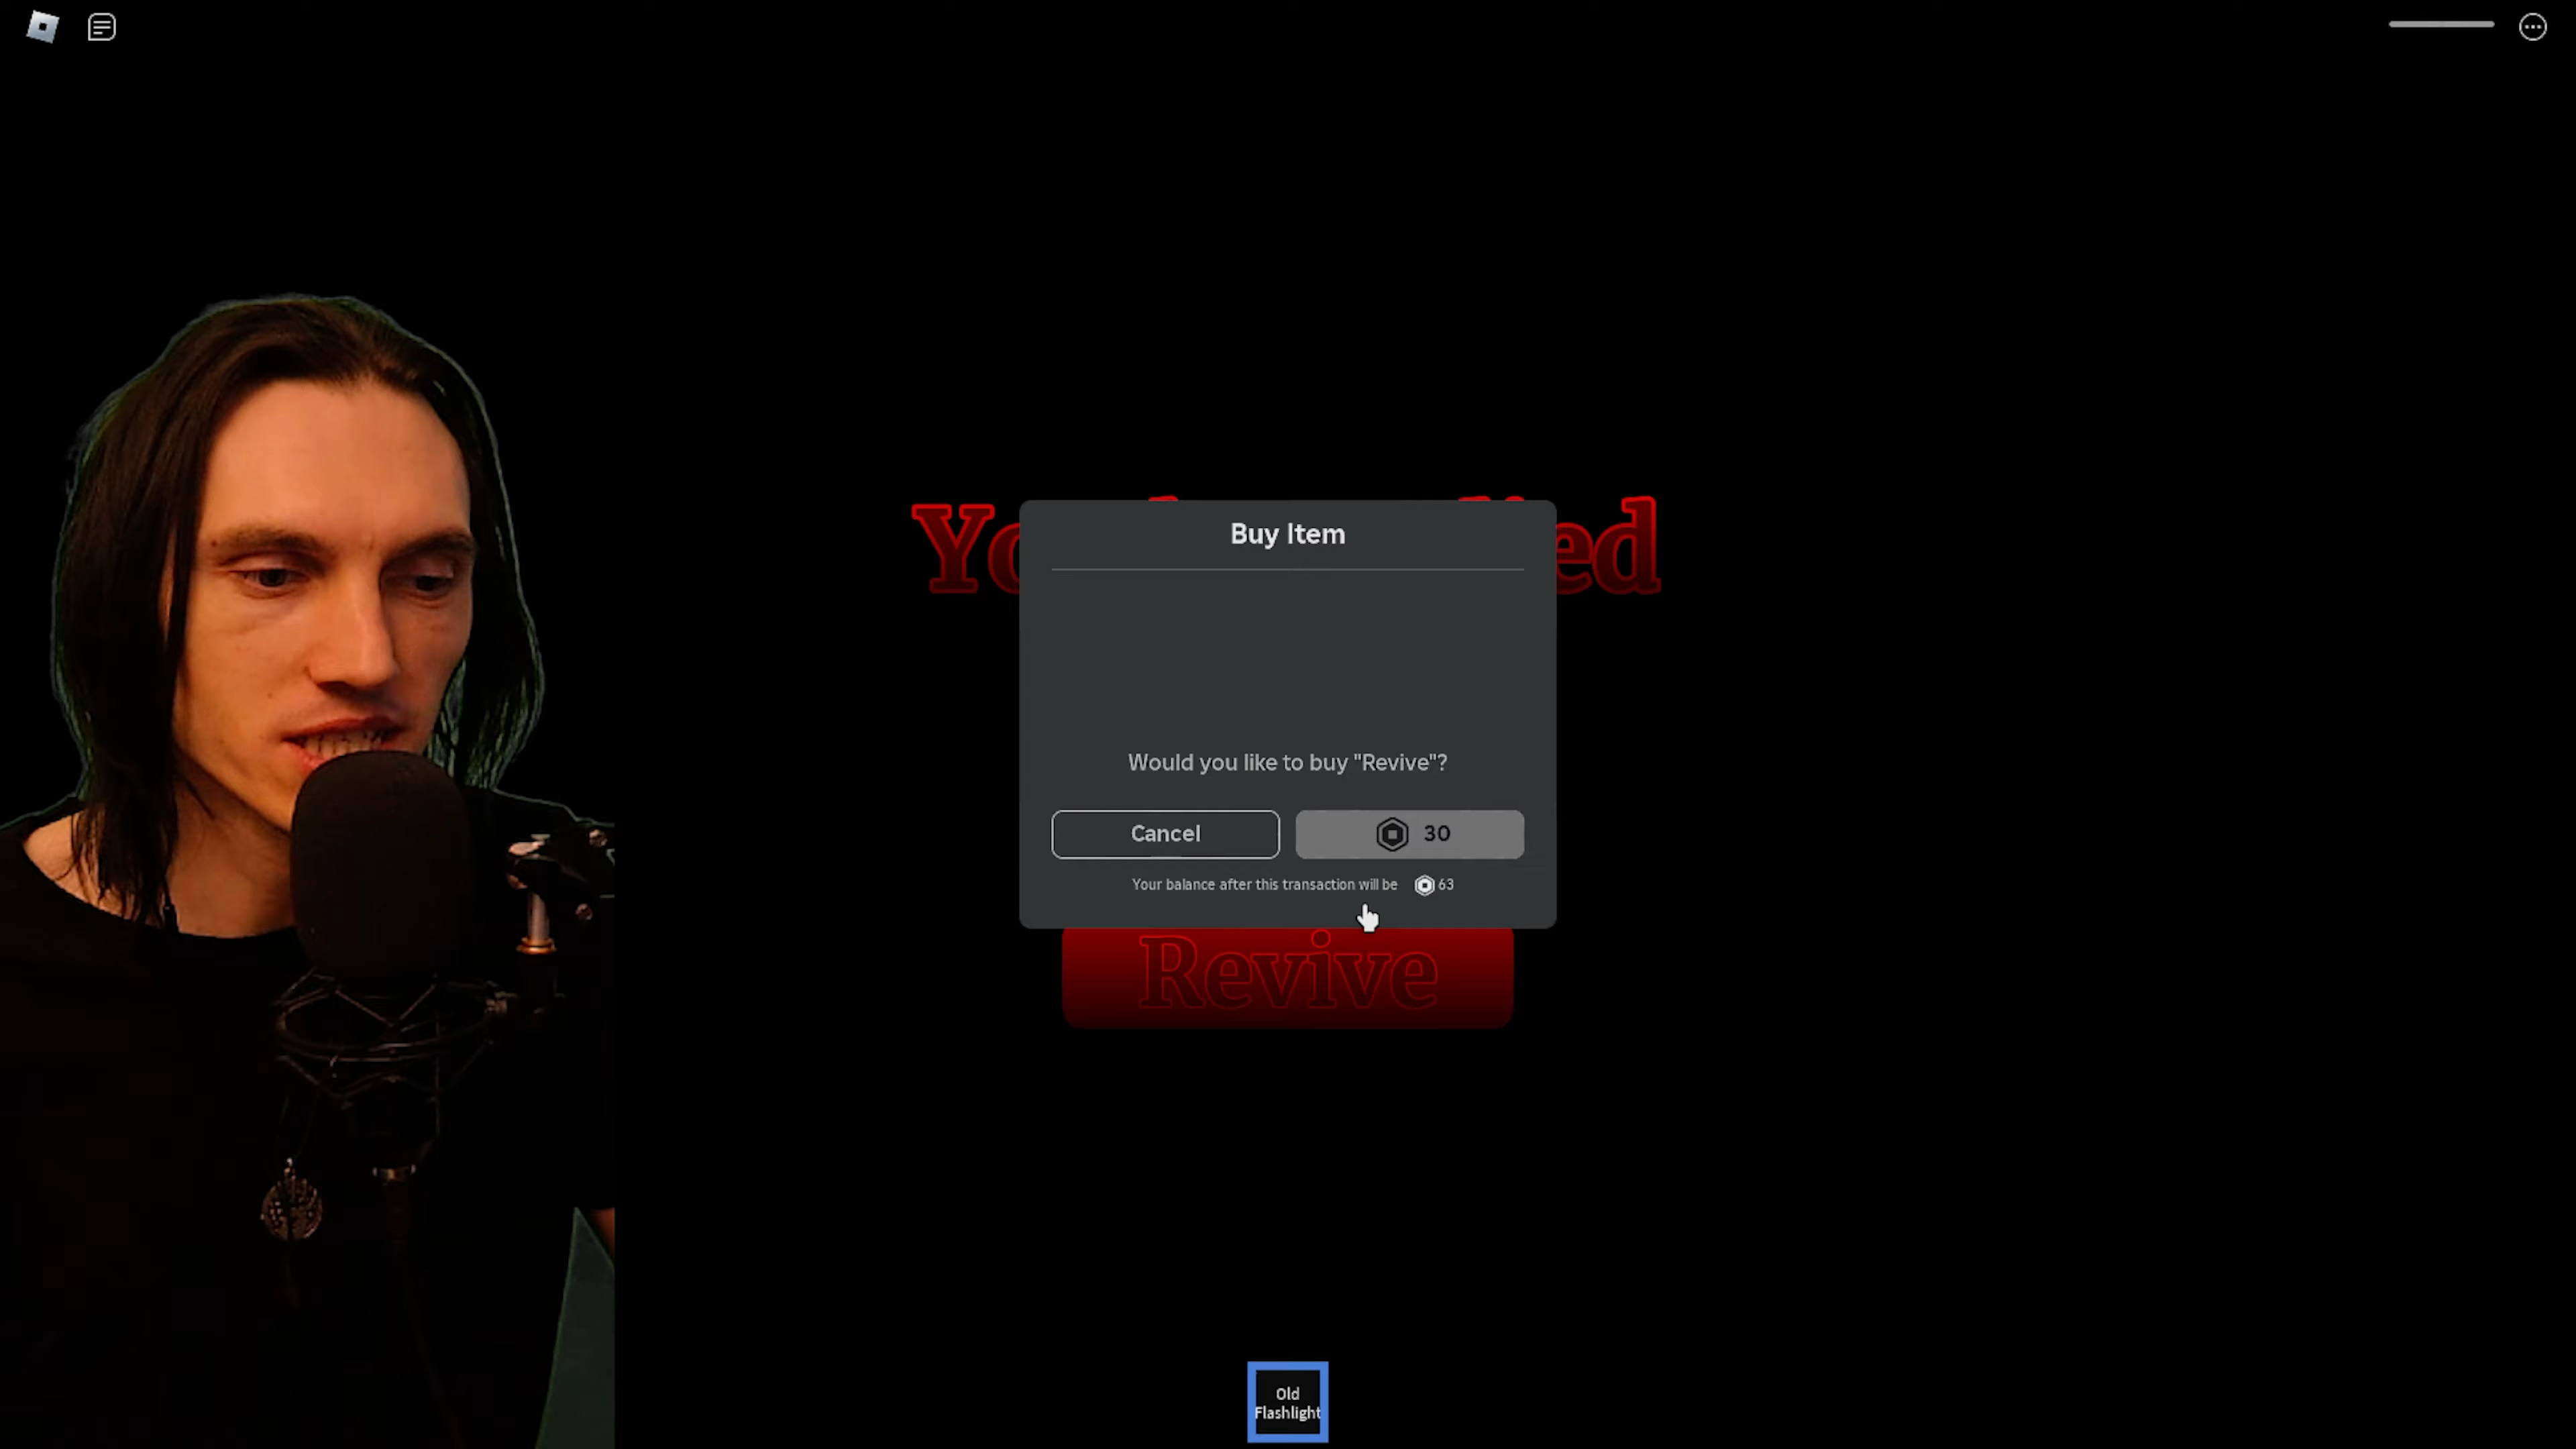 Buy Item
Would you like to buy "Revive"?
Cancel
30
Your balance after this transaction will be 63
Revive
Old
Flashlight